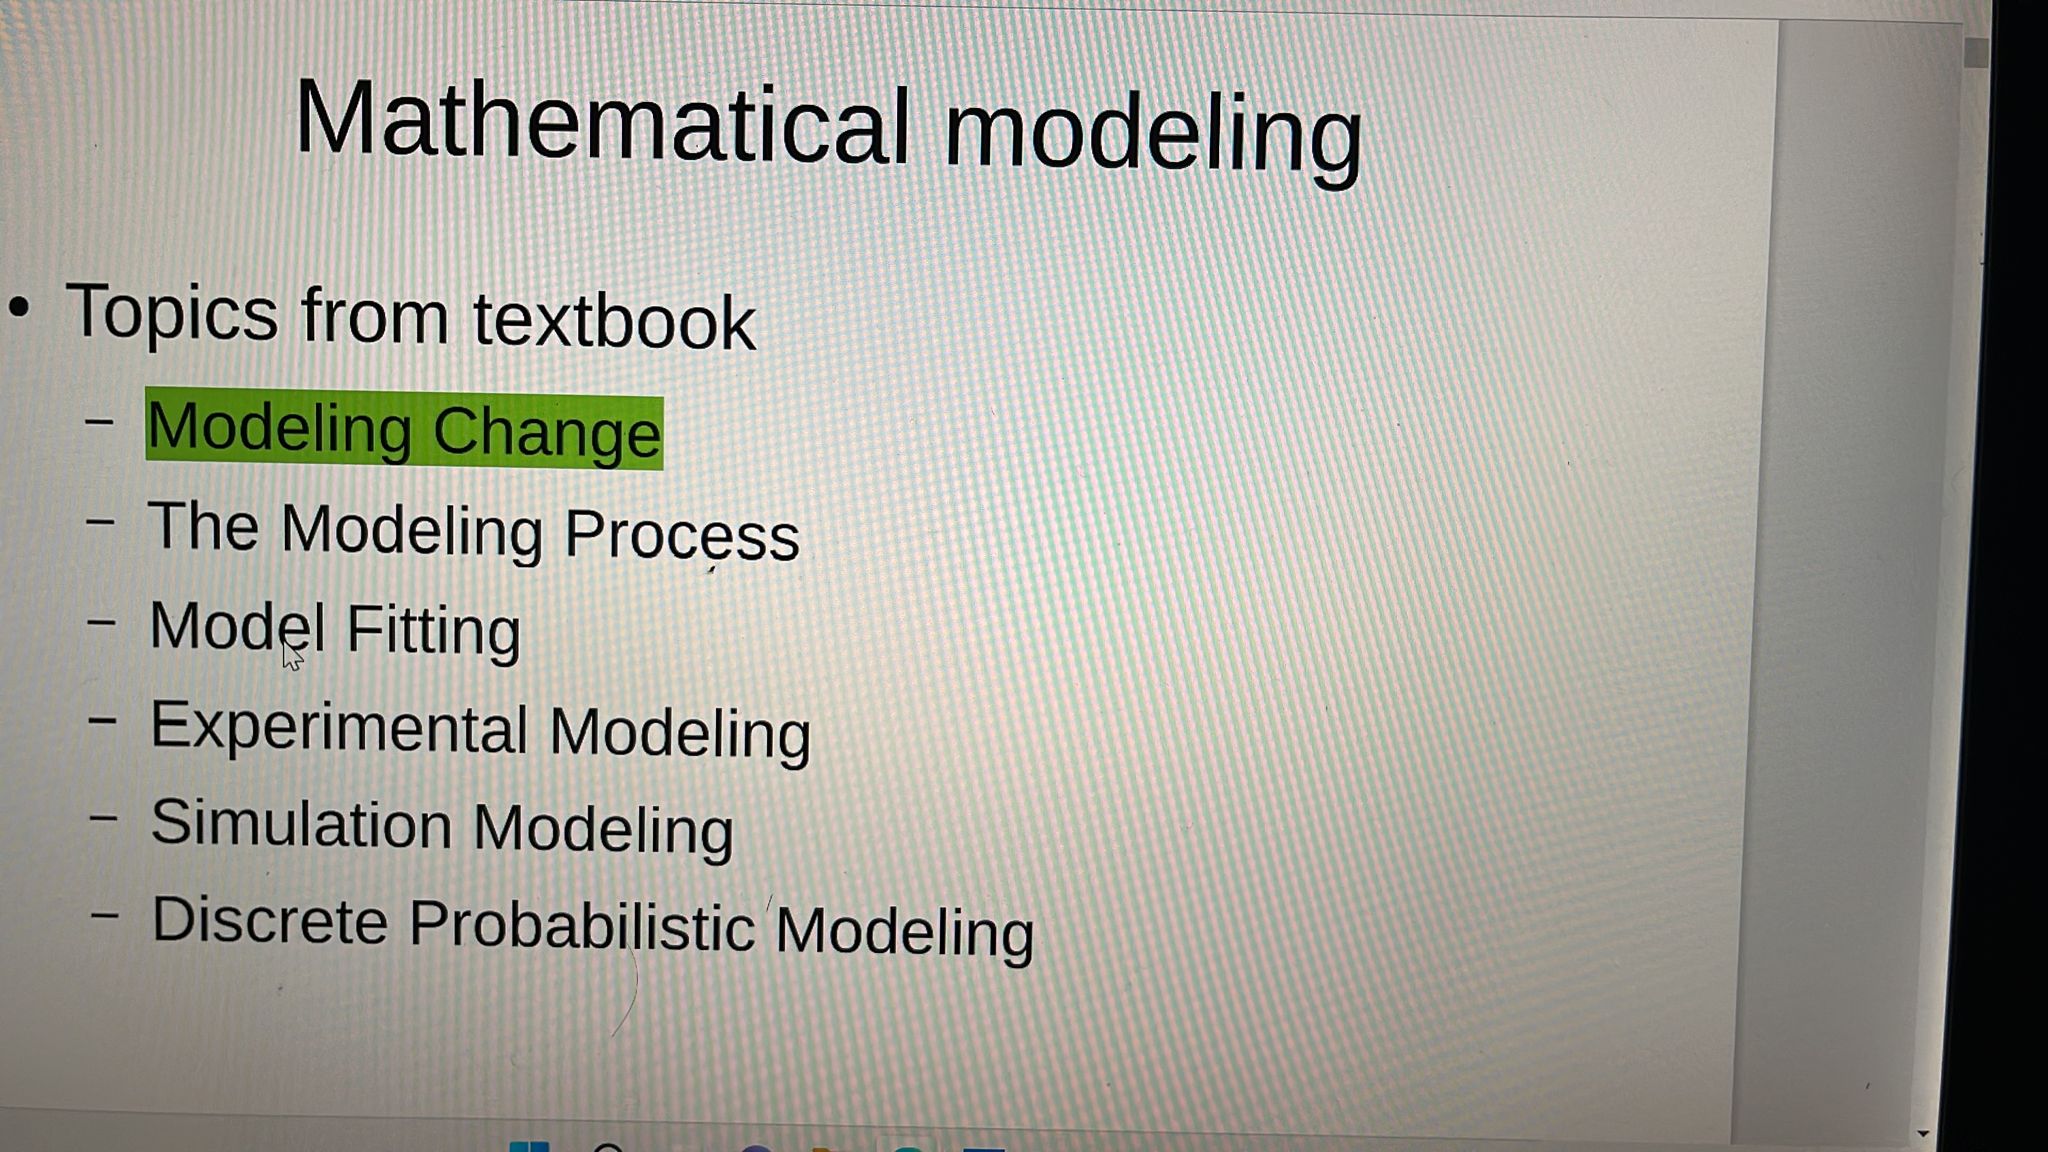 Mathematical modeling
• Topics from textbook
– Modeling Change
– The Modeling Process
– Model Fitting
– Experimental Modeling
– Simulation Modeling
– Discrete Probabilistic Modeling